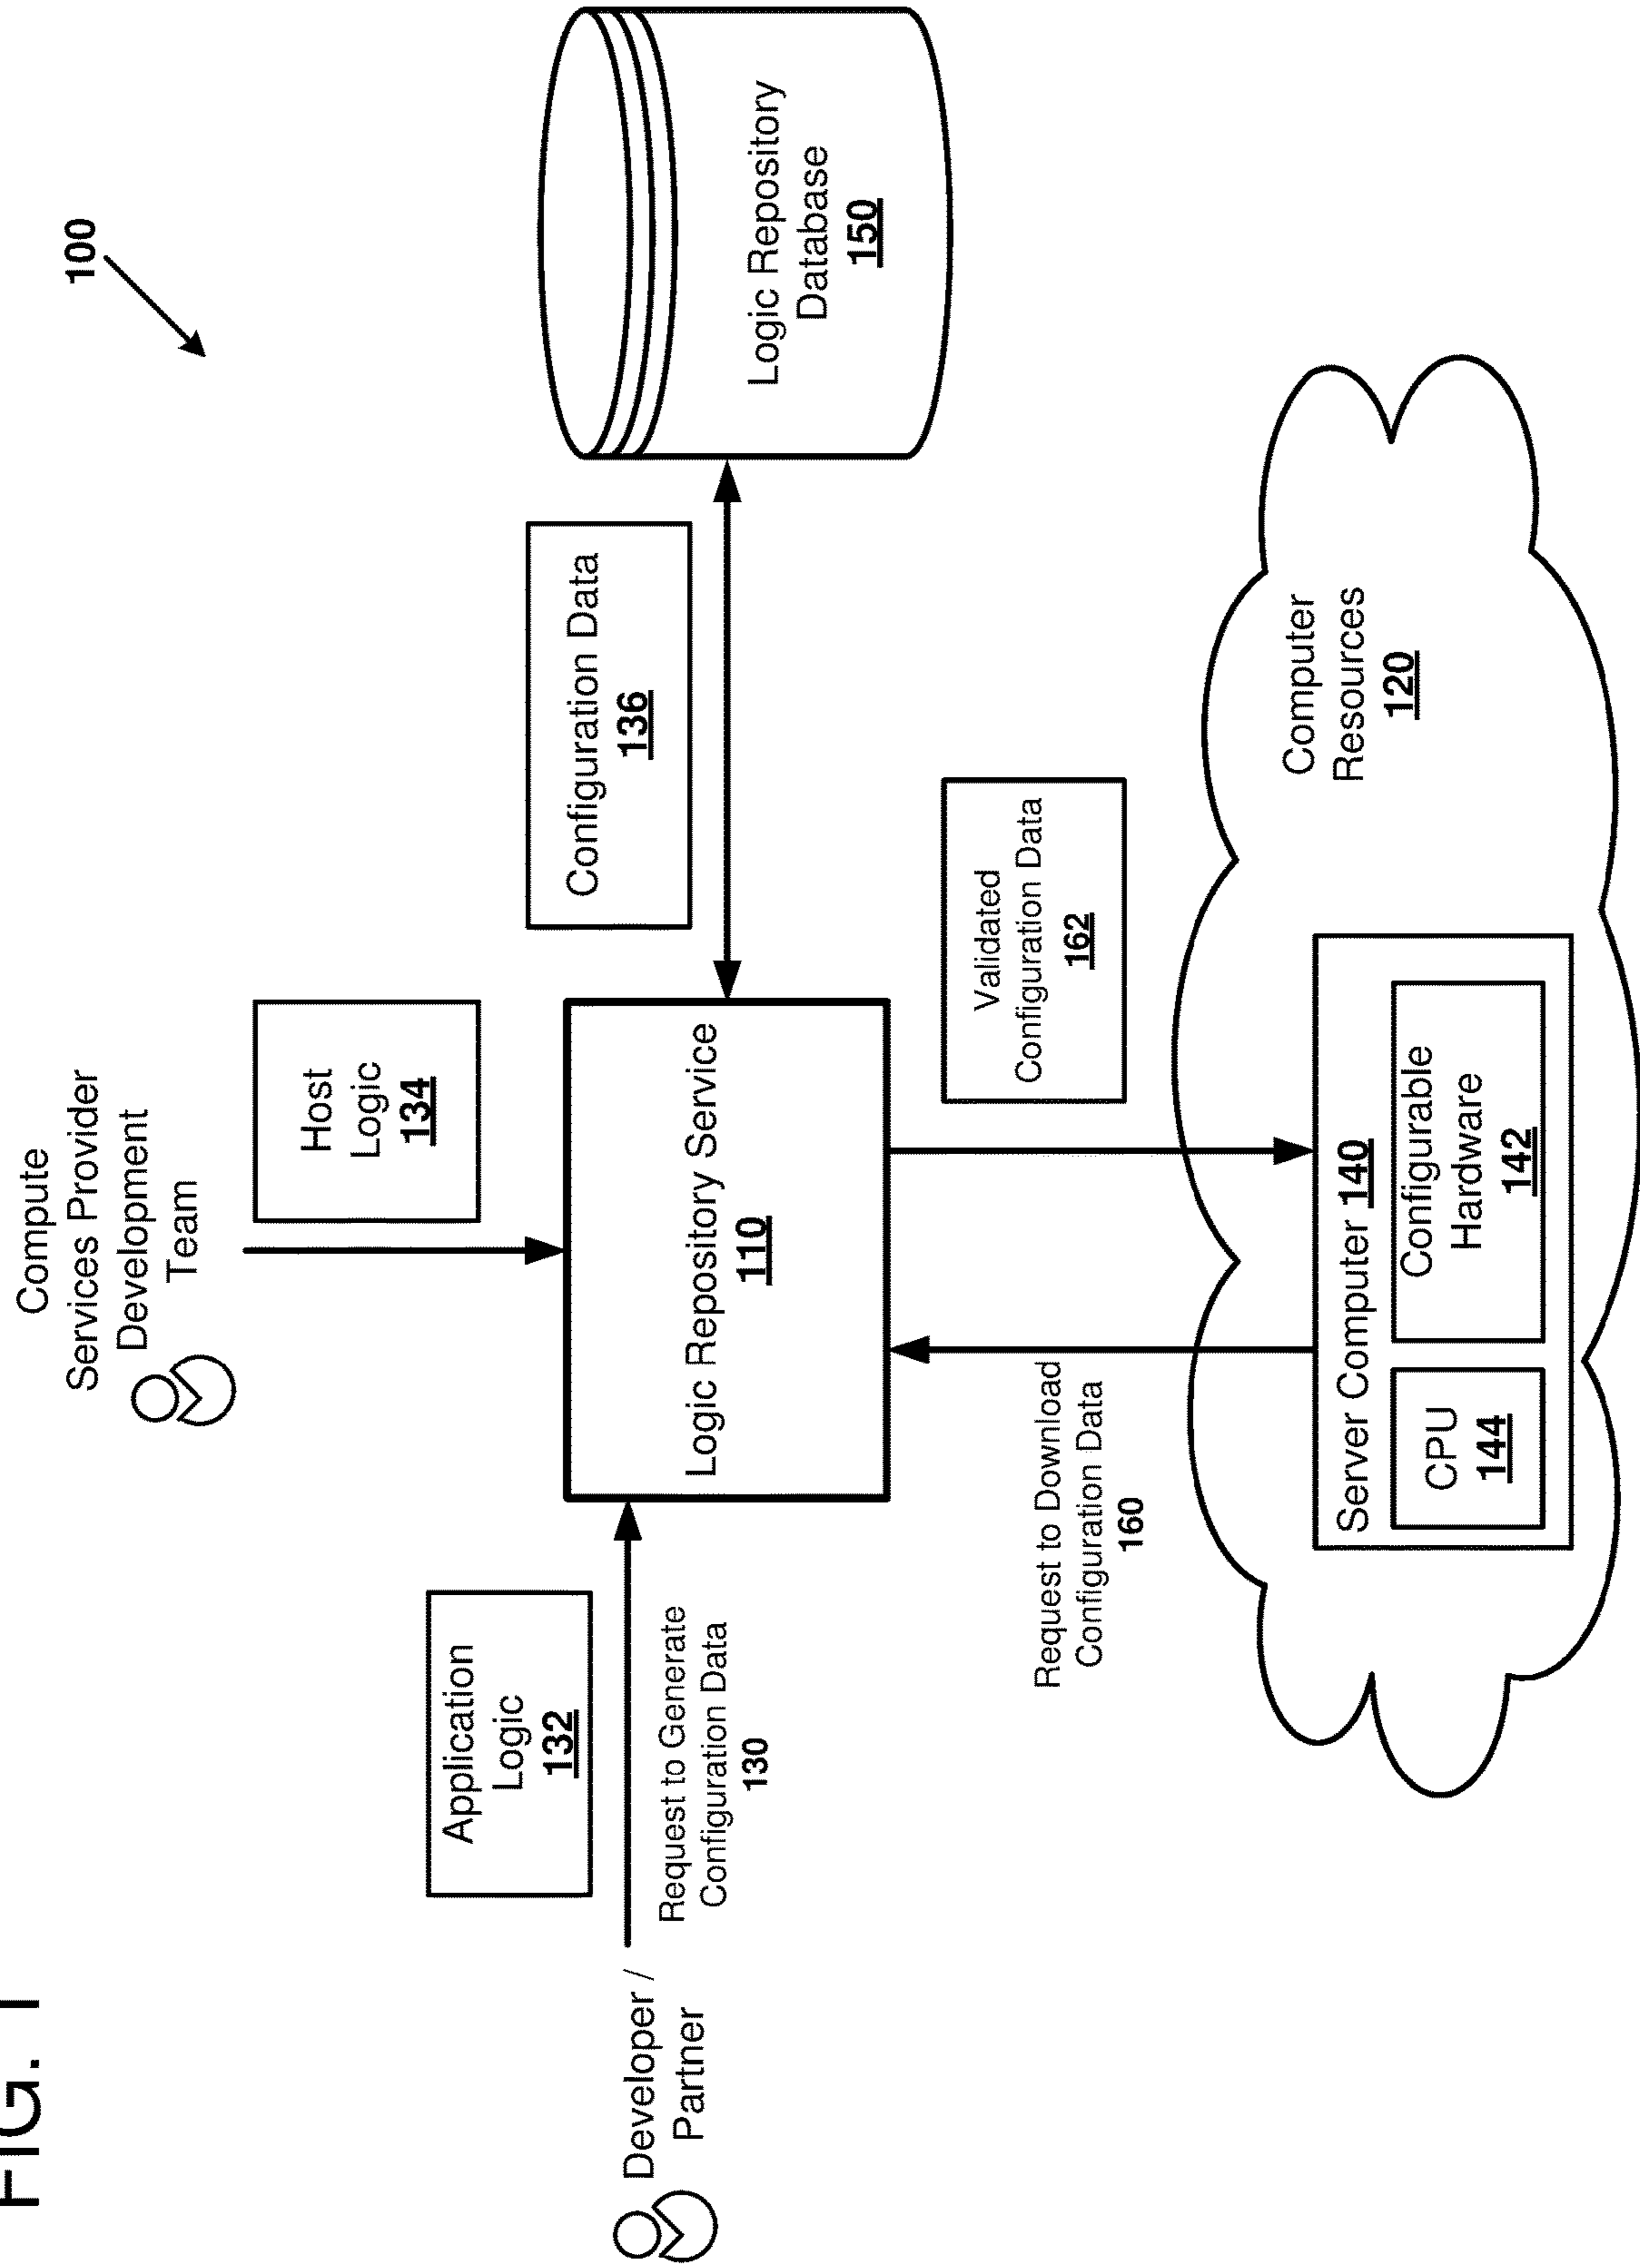 FIG. 1
100
Compute
Services Provider
Development
Team
Host
Logic
134
Application
Logic
132
Configuration Data
136
Developer /
Partner
Request to Generate
Configuration Data
130
Logic Repository Service
110
Logic Repository
Database
150
Request to Download
Configuration Data
160
Validated
Configuration Data
162
Computer
Resources
120
Server Computer 140
CPU
144
Configurable
Hardware
142